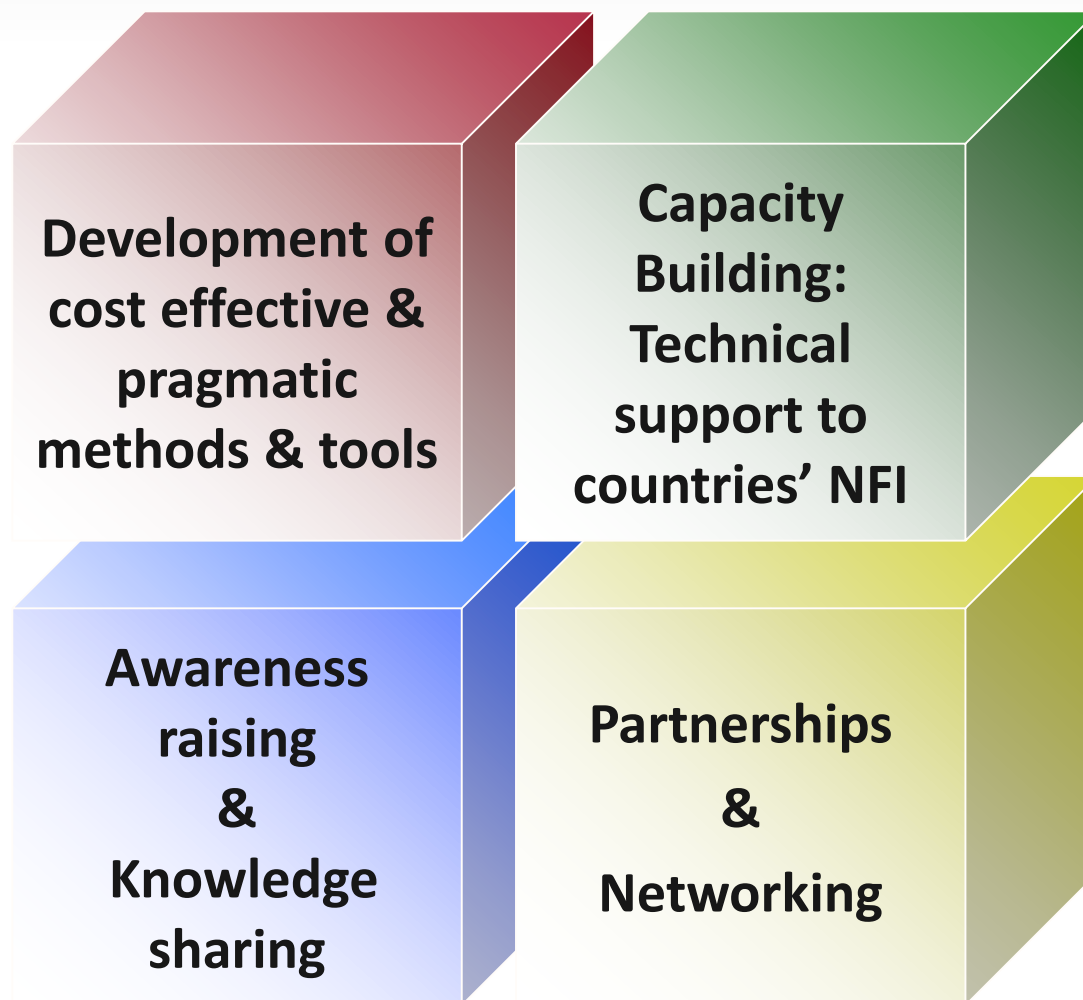 Development of
cost effective &
pragmatic
methods & tools
Capacity
Building:
Technical
support to
countries’ NFI
Awareness
raising
&
Knowledge
sharing
Partnerships
&
Networking